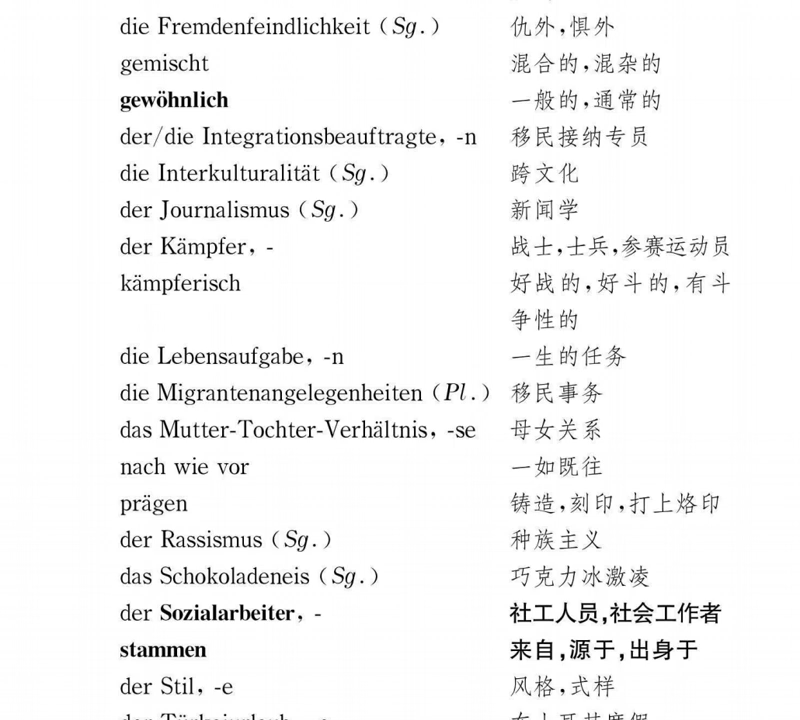 die Fremdenfeindlichkeit (Sg.) 仇外,惧外
gemischt 混合的,混杂的
gewöhnlich 一般的,通常的
der/die Integrationsbeauftragte, -n 移民接纳专员
die Interkulturalität (Sg.) 跨文化
der Journalismus (Sg.) 新闻学
der Kämpfer, - 战士,士兵,参赛运动员
kämpferisch 好战的,好斗的,有斗
争性的
die Lebensaufgabe, -n 一生的任务
die Migrantenangelegenheiten (Pl.) 移民事务
das Mutter-Tochter-Verhältnis, -se 母女关系
nach wie vor 一如既往
prägen 铸造,刻印,打上烙印
der Rassismus (Sg.) 种族主义
das Schokoladeneis (Sg.) 巧克力冰激凌
der Sozialarbeiter, - 社工人员,社会工作者
stammen 来自,源于,出身于
der Stil, -e 风格,式样